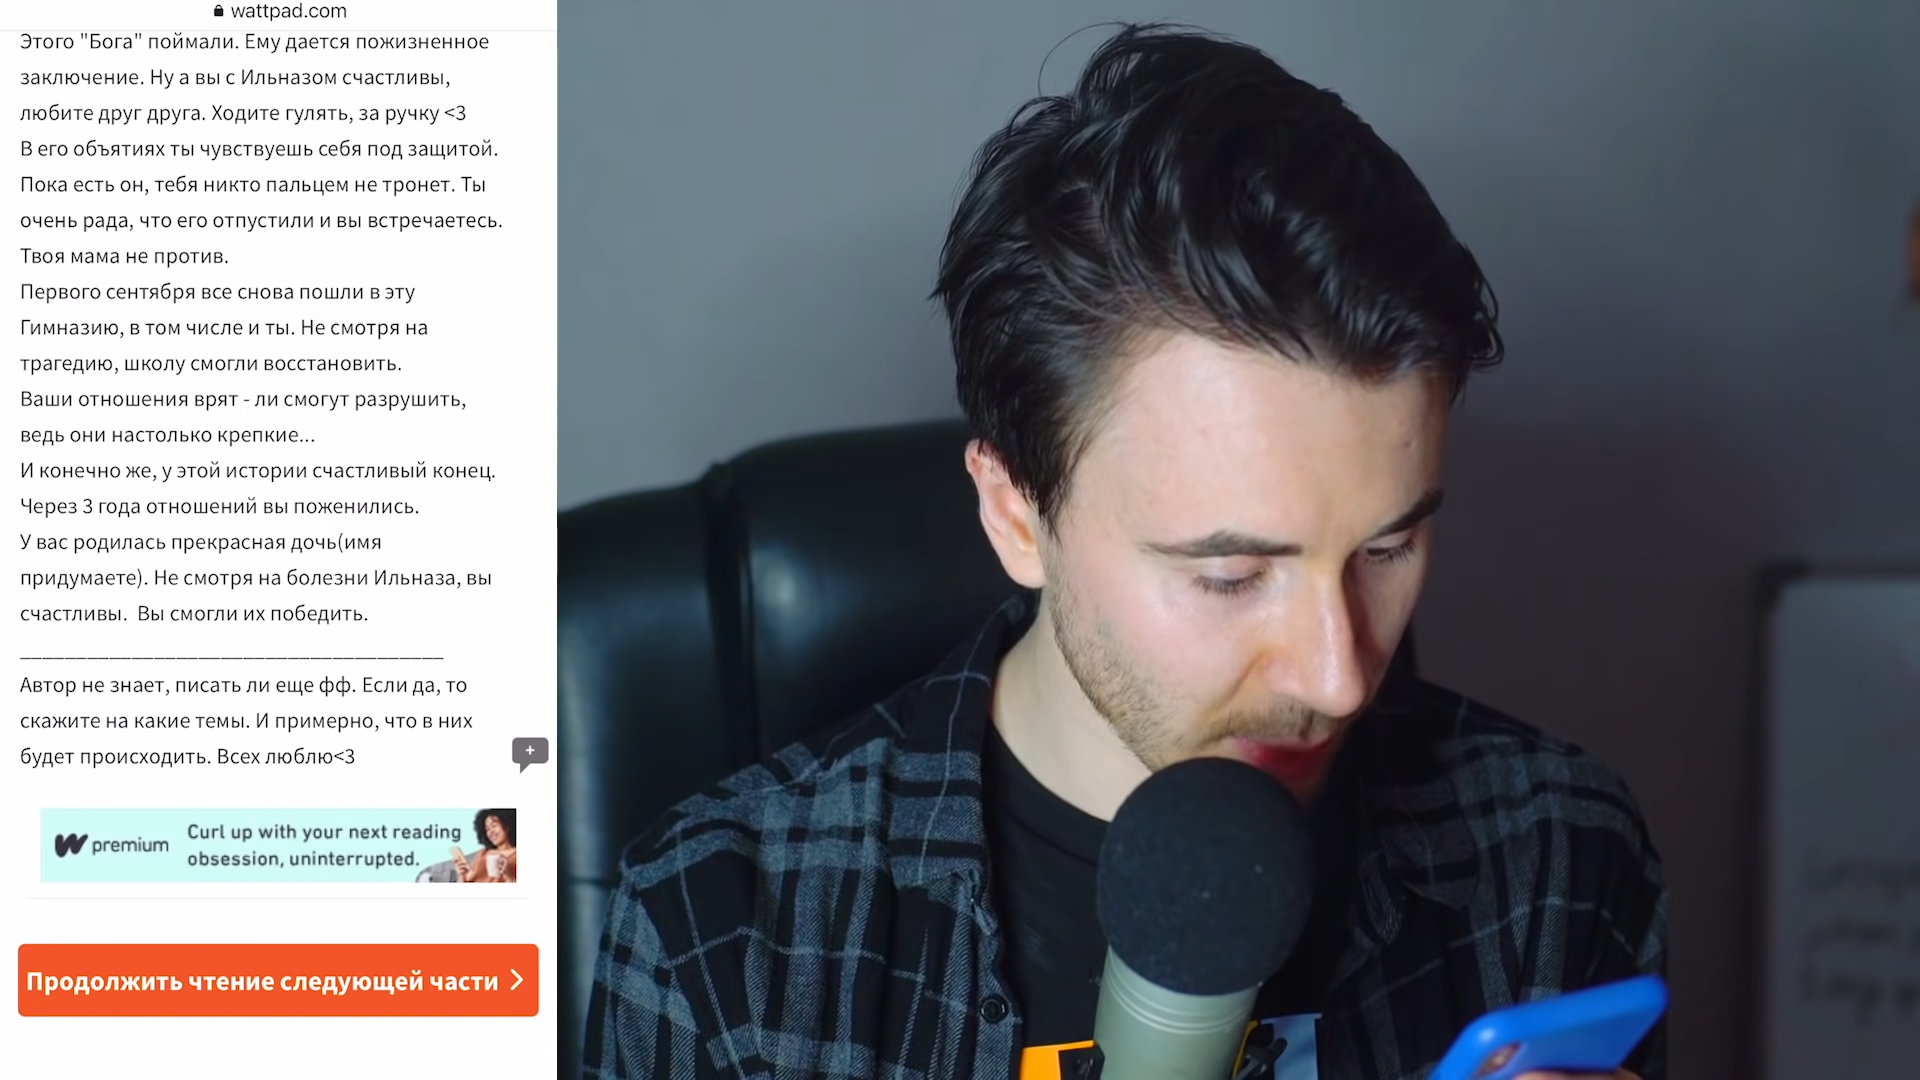 wattpad.com
Этого "Бога" поймали. Ему дается пожизненное
заключение. Ну а вы с Ильназом счастливы,
любите друг друга. Ходите гулять, за ручку <3
В его объятиях ты чувствуешь себя под защитой.
Пока есть он, тебя никто пальцем не тронет. Ты
очень рада, что его отпустили и вы встречаетесь.
Твоя мама не против.
Первого сентября все снова пошли в эту
Гимназию, в том числе и ты. Не смотря на
трагедию, школу смогли восстановить.
Ваши отношения врят - ли смогут разрушить,
ведь они настолько крепкие...
И конечно же, у этой истории счастливый конец.
Через 3 года отношений вы поженились.
У вас родилась прекрасная дочь(имя
придумаете). Не смотря на болезни Ильназа, вы
счастливы.  Вы смогли их победить.
______________________________________
Автор не знает, писать ли еще фф. Если да, то
скажите на какие темы. И примерно, что в них
будет происходить. Всех люблю<3
+
W premium
Curl up with your next reading
obsession, uninterrupted.
Продолжить чтение следующей части >